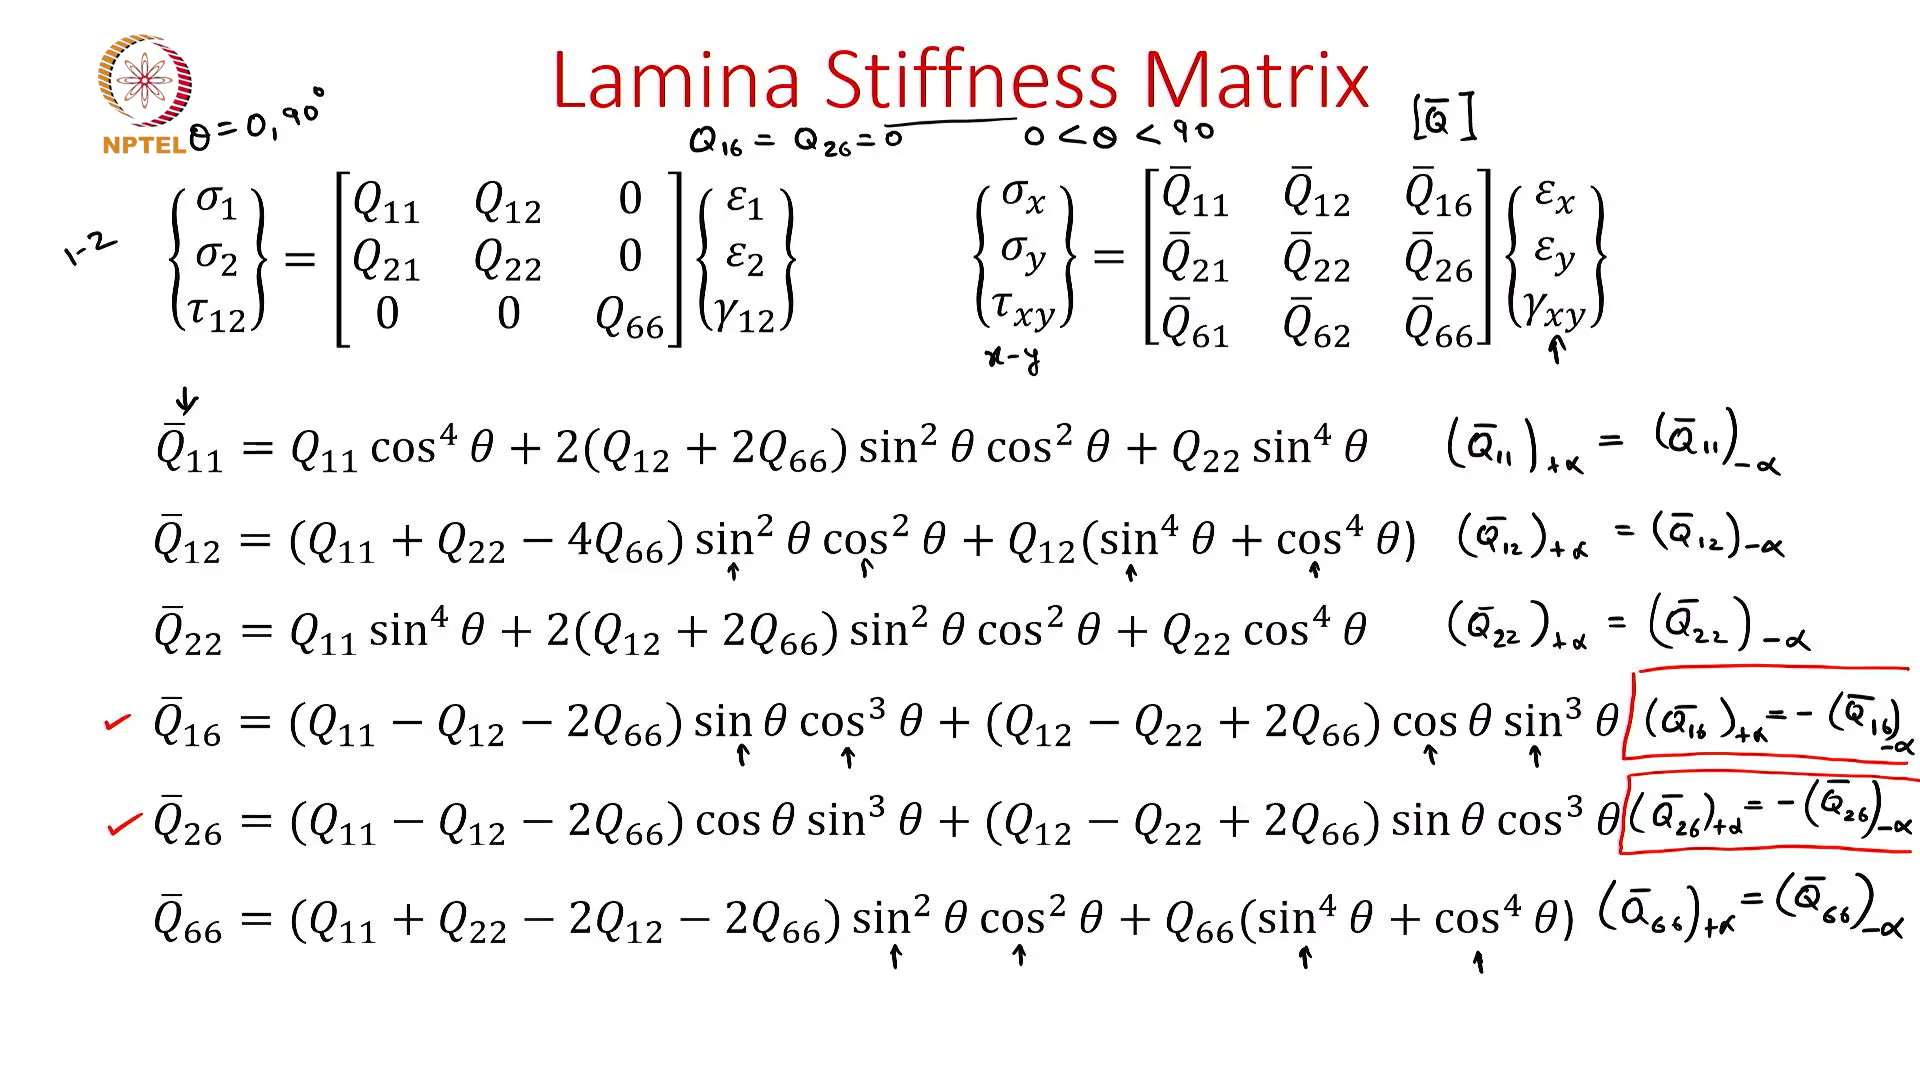 Lamina Stiffness Matrix
NPTEL
θ = 0, 90°
Q₁₆ = Q₂₆ = 0
0 < θ < 90
[Q̄]
1-2
{σ₁ σ₂ τ₁₂} = [Q₁₁ Q₁₂ 0; Q₂₁ Q₂₂ 0; 0 0 Q₆₆] {ε₁ ε₂ γ₁₂}
{σₓ σ_y τ_xy} = [Q̄₁₁ Q̄₁₂ Q̄₁₆; Q̄₂₁ Q̄₂₂ Q̄₂₆; Q̄₆₁ Q̄₆₂ Q̄₆₆] {εₓ ε_y γ_xy}
x-y
Q̄₁₁ = Q₁₁ cos⁴ θ + 2(Q₁₂ + 2Q₆₆) sin² θ cos² θ + Q₂₂ sin⁴ θ (Q̄₁₁)₊α = (Q̄₁₁)₋α
Q̄₁₂ = (Q₁₁ + Q₂₂ − 4Q₆₆) sin² θ cos² θ + Q₁₂(sin⁴ θ + cos⁴ θ) (Q̄₁₂)₊α = (Q̄₁₂)₋α
Q̄₂₂ = Q₁₁ sin⁴ θ + 2(Q₁₂ + 2Q₆₆) sin² θ cos² θ + Q₂₂ cos⁴ θ (Q̄₂₂)₊α = (Q̄₂₂)₋α
✓ Q̄₁₆ = (Q₁₁ − Q₁₂ − 2Q₆₆) sin θ cos³ θ + (Q₁₂ − Q₂₂ + 2Q₆₆) cos θ sin³ θ (Q̄₁₆)₊α = −(Q̄₁₆)₋α
✓ Q̄₂₆ = (Q₁₁ − Q₁₂ − 2Q₆₆) cos θ sin³ θ + (Q₁₂ − Q₂₂ + 2Q₆₆) sin θ cos³ θ (Q̄₂₆)₊α = −(Q̄₂₆)₋α
Q̄₆₆ = (Q₁₁ + Q₂₂ − 2Q₁₂ − 2Q₆₆) sin² θ cos² θ + Q₆₆(sin⁴ θ + cos⁴ θ) (Q̄₆₆)₊α = (Q̄₆₆)₋α